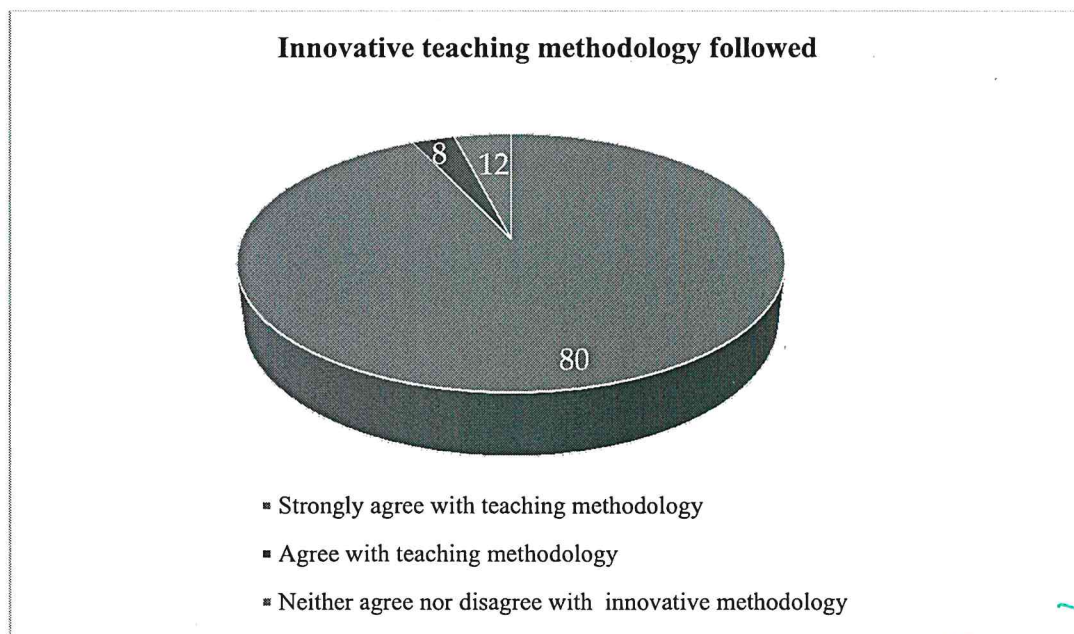 Innovative teaching methodology followed
8
12
80
▪ Strongly agree with teaching methodology
▪ Agree with teaching methodology
▪ Neither agree nor disagree with innovative methodology